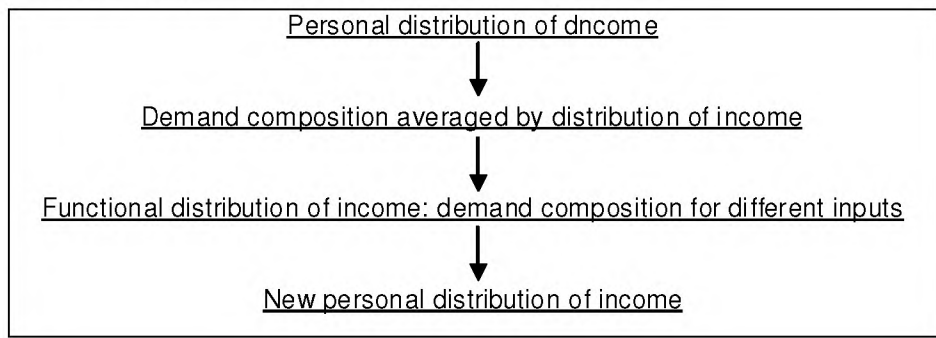 Personal distribution of dncome
Demand composition averaged by distribution of income
Functional distribution of income: demand composition for different inputs
New personal distribution of income